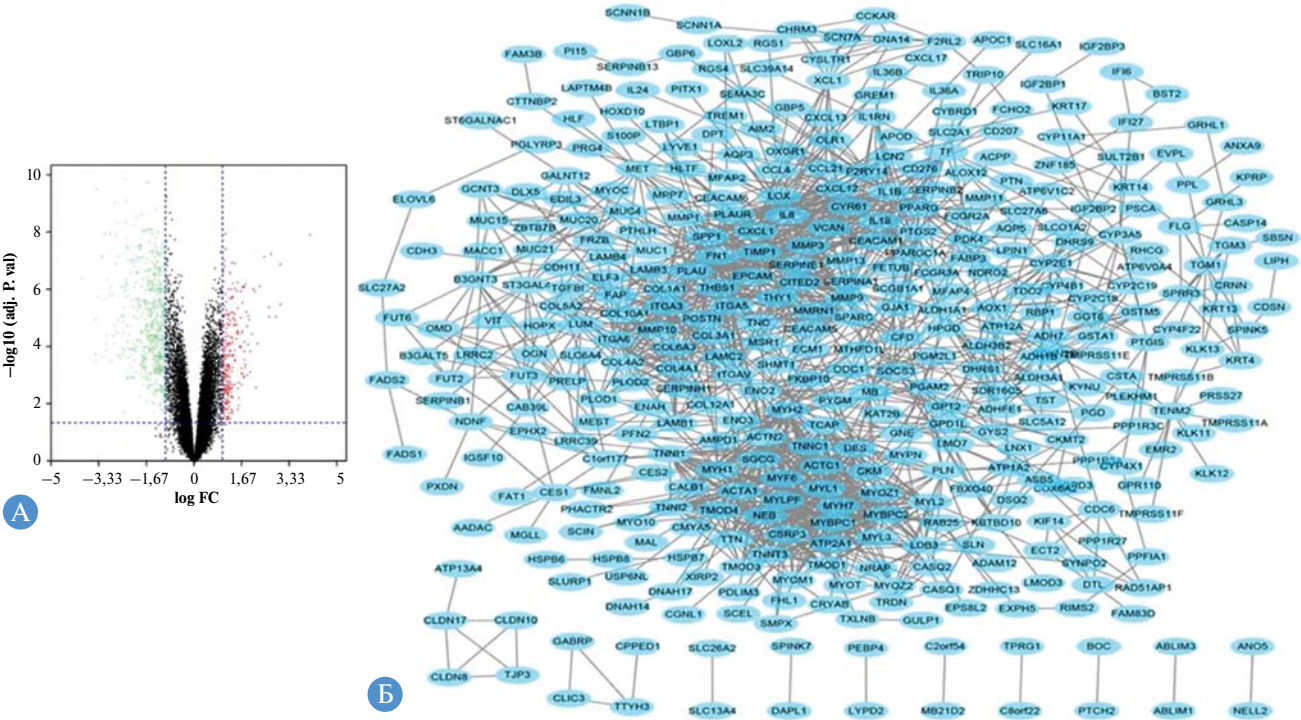 10
8
6
4
2
0
−log10 (adj. P. val)
−5 −3,33 −1,67 0 1,67 3,33 5
log FC
А
SCNN1B SCNN1A CHRM3 CCKAR
SCN7A GNA14 F2RL2 APOC1 SLC16A1 IGF2BP3
FAM3B PI15 GBP6 LOXL2 RGS1 CYSLTR1 CXCL17
SERPINB13 RGS4 SLC39A14 XCL1 IL36B TRIP10 IGF2BP1 IFI6
CTTNBP2 LAPTM4B IL24 PITX1 SEMA3C GREM1 IL36A FCHO2 KRT17 BST2
ST6GALNAC1 HLF HOXD10 LTBP1 TREM1 GBP5 CXCL13 IL1RN CYBRD1 IFI27 GRHL1
PGLYRP3 PRG4 S100P DPT AIM2 OLR1 APOD SLC2A1 CD207 CYP11A1 ANXA9
LYVE1 AQP3 OXGR1 LCN2 TF ACPP ZNF185 SULT2B1 EVPL
GALNT12 MET HLTF MFAP2 CCL4 CCL21 P2RY14 CD276 ALOX12 PTN KRT14 PPL KPRP
ELOVL6 GCNT3 DLX5 EDIL3 MYOC MPP7 CEACAM6 LOX CXCL12 IL1B SERPINB2 MMP11 ATP6V1C2 IGF2BP2 PSCA GRHL3
MUC15 ZBTB7B MUC20 MUC4 MMP1 PLAUR IL6 CYR61 IL18 PPARG FCGR2A SLC27A6 CASP14
CDH3 MACC1 MUC21 FRZB PTHLH SPP1 CXCL1 VCAN PTGS2 AQP5 SLCO1A2 CYP3A5 FLG SBSN
LAMB4 MUC1 FN1 TIMP1 MMP3 CEACAM1 PPARGC1A PDK4 LPIN1 DHRS9 RHCG TGM3
B3GNT3 CDH11 ELF3 LAMB3 PLAU EPCAM SERPINE1 MMP13 FETUB FCGR3A FABP3 CYP2E1 ATP6V0A4 TGM1 LIPH
SLC27A2 ST3GAL4 TGFBI FAP COL1A1 THBS1 CITED2 SERPINA1 SCGB1A1 NDRG2 TDO2 CYP4B1 CYP2C19 SPRR3 CRNN
COL5A2 ITGA3 ITGA5 THY1 MMP9 GJA1 MFAP4 AOX1 CYP2C18 CDSN
FUT6 OMD VIT HOPX LUM COL10A1 POSTN TNC MMRN1 SPARC ALDH1A1 RBP1 GGT6 GSTM5 KRT13
MMP10 COL3A1 CEACAM5 HPGD ATP12A ADH7 GSTA1 CYP4F22 SPINK5
B3GALT5 LRRC2 OGN SLC6A4 ITGA6 COL6A3 MSR1 ECM1 CFD ALDH3B2 PTGIS KLK13
COL4A2 LAMC2 MTHFD1L PGM2L1 ADH1B TMPRSS11E KRT4
FADS2 FUT2 FUT3 PRELP PLOD2 COL4A1 ITGAV SHMT1 ODC1 SOCS3 DHRS1 ALDH3A1 CSTA TMPRSS11B
SERPINB1 PLOD1 SERPINH1 ENO2 FKBP10 MB PGAM2 SDR16C5 KYNU PLEKHM1 PRSS27
CAB39L ENAH COL12A1 MYH2 PYGM GPT2 ADHFE1 TST PGD TENM2
NDNF MEST LAMB1 ENO3 TCAP KAT2B GPD1L SLC5A12 PPP1R3C TMPRSS11A
EPHX2 PFN2 AMPD1 ACTN2 GNE GYS2 KLK11
FADS1 IGSF10 LRRC39 TNNI1 SGCG TNNC1 DES MYPN LMO7 LNX1 CKMT2 EMR2
C1orf177 MYH1 MYF6 ACTC1 CKM PLN ATP1A2 CYP4X1 KLK12
PXDN CES1 FMNL2 CES2 CALB1 ACTA1 MYLPF MYL1 MYOZ1 FBXO40 ASB5 COX6A2 GPR110
FAT1 PHACTR2 TNNI2 TMOD4 NEB MYH7 MYBPC2 MYL2 DSG2 CDC6 TMPRSS11F
AADAC MGLL SCIN MYO10 CMYA5 CSRP3 MYBPC1 RAB25 KBTBD10 KIF14
MAL TTN ATP2A1 MYL3 LDB3 SLN ECT2 PPP1R27 PPFIA1
ATP13A4 HSPB6 HSPB8 HSPB7 TNNT3 TMOD1 NRAP CASQ2 ADAM12 SYNPO2
SLURP1 USP6NL XIRP2 TMOD3 MYOM1 MYOT MYOZ2 CASQ1 ZDHHC13 LMOD3 DTL RAD51AP1
DNAH17 PDLIM3 FHL1 CRYAB TRDN EPS8L2 EXPH5 RIMS2
DNAH14 CGNL1 SCEL SMPX TXLNB GULP1 FAM83D
CLDN17 CLDN10
GABRP CPPED1 SLC26A2 SPINK7 PEBP4 C2orf54 TPRG1 BOC ABLIM3 ANO5
CLDN8 TJP3
CLIC3 TTYH3 SLC13A4 DAPL1 LYPD2 MB21D2 C8orf22 PTCH2 ABLIM1 NELL2
Б